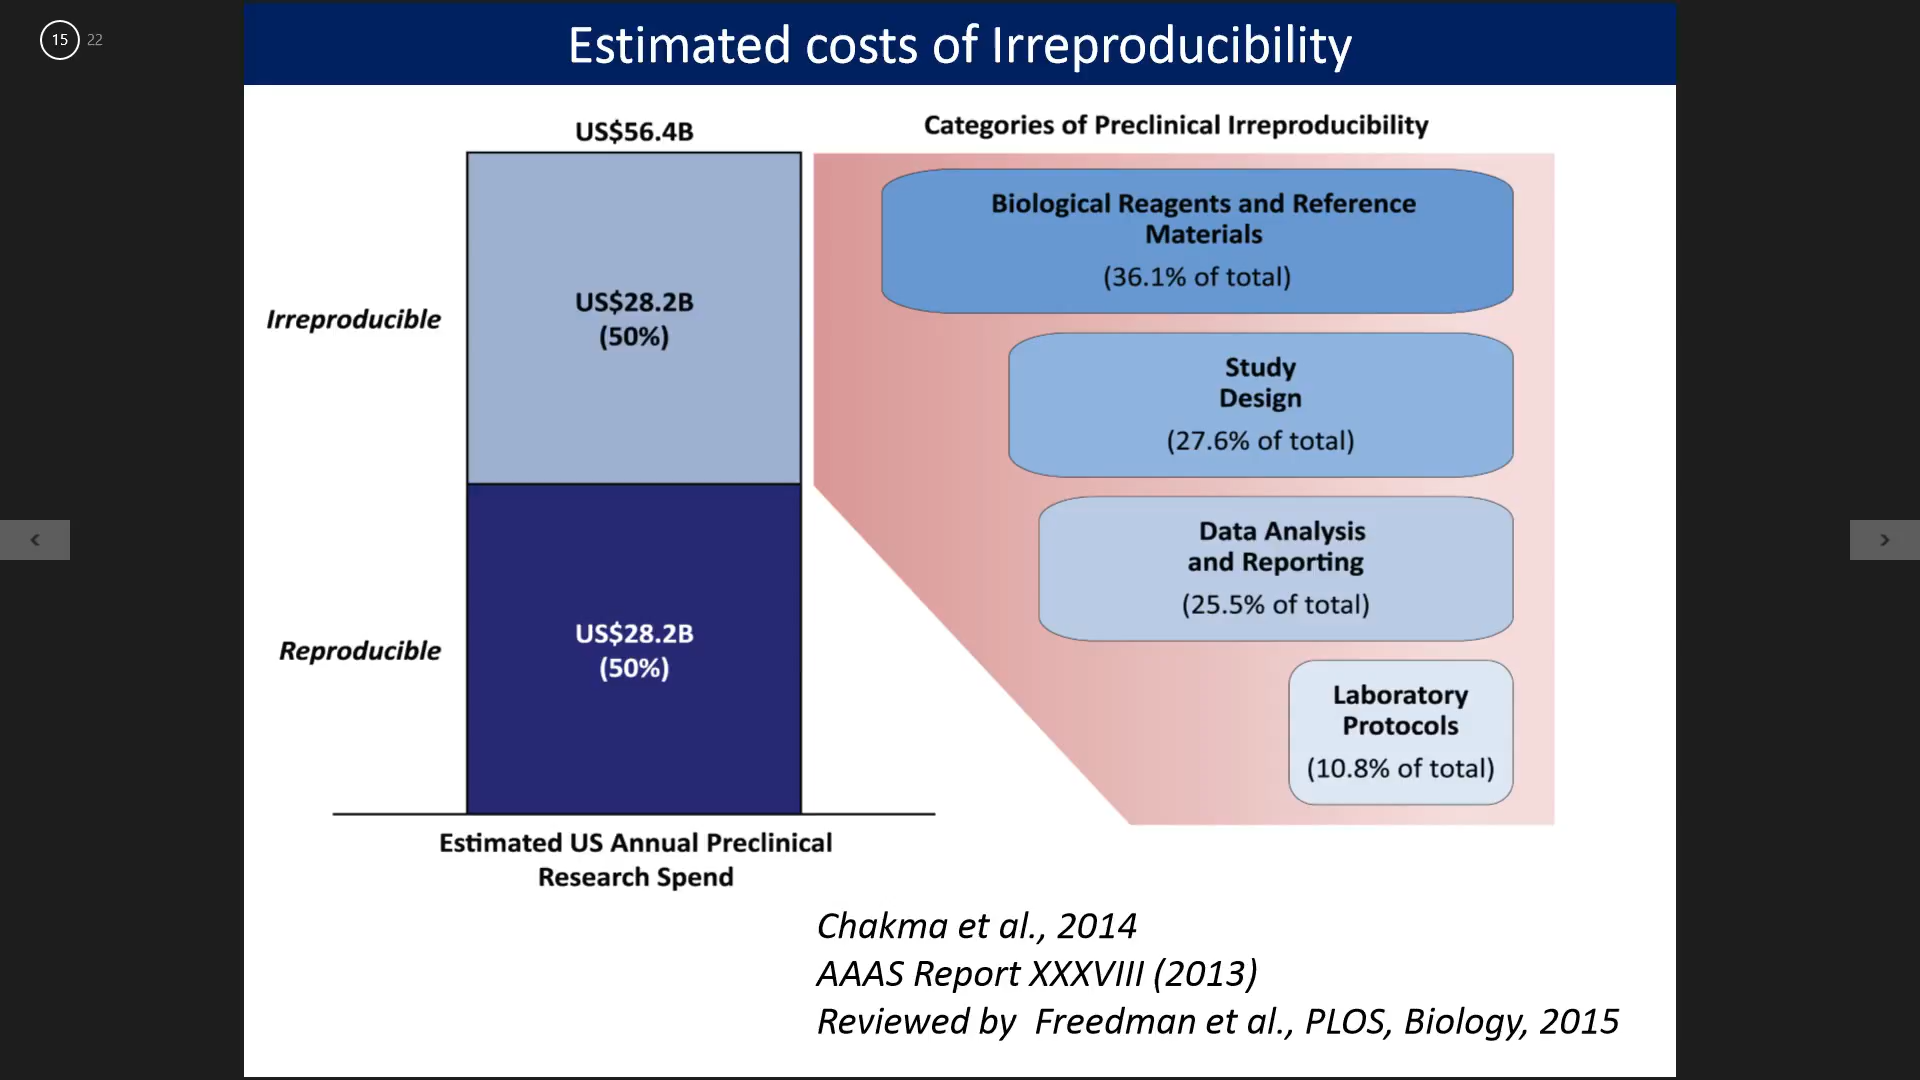 15 22
Estimated costs of Irreproducibility
US$56.4B
Irreproducible
US$28.2B
(50%)
Reproducible
US$28.2B
(50%)
Estimated US Annual Preclinical
Research Spend
Categories of Preclinical Irreproducibility
Biological Reagents and Reference
Materials
(36.1% of total)
Study
Design
(27.6% of total)
Data Analysis
and Reporting
(25.5% of total)
Laboratory
Protocols
(10.8% of total)
Chakma et al., 2014
AAAS Report XXXVIII (2013)
Reviewed by  Freedman et al., PLOS, Biology, 2015